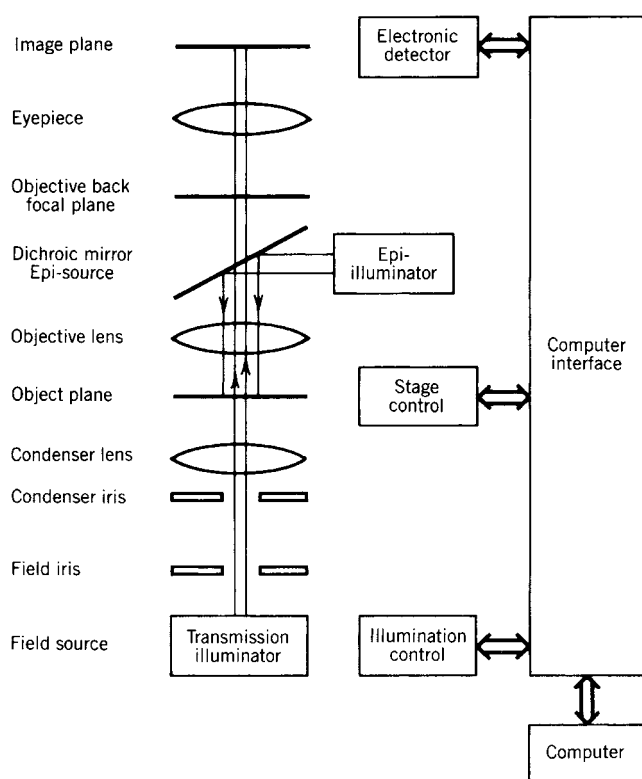 Image plane
Eyepiece
Objective back
focal plane
Dichroic mirror
Epi-source
Objective lens
Object plane
Condenser lens
Condenser iris
Field iris
Field source
Transmission
illuminator
Epi-
illuminator
Electronic
detector
Stage
control
Illumination
control
Computer
interface
Computer